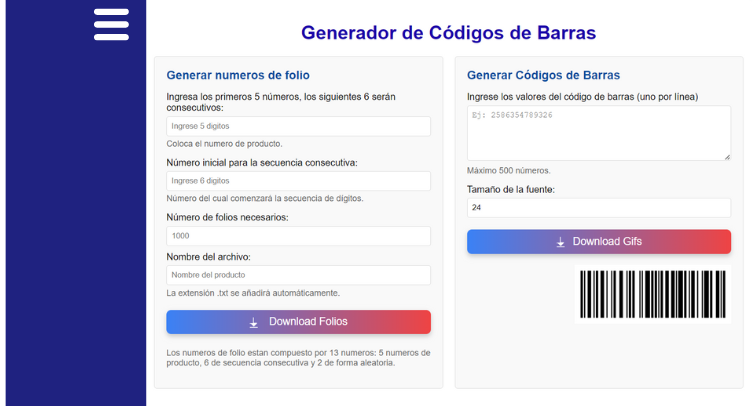 Generador de Códigos de Barras
Generar numeros de folio
Ingresa los primeros 5 números, los siguientes 6 serán
consecutivos:
Ingrese 5 digitos
Coloca el numero de producto.
Número inicial para la secuencia consecutiva:
Ingrese 6 digitos
Número del cual comenzará la secuencia de dígitos.
Número de folios necesarios:
1000
Nombre del archivo:
Nombre del producto
La extensión .txt se añadirá automáticamente.
Download Folios
Los numeros de folio estan compuesto por 13 numeros: 5 numeros de
producto, 6 de secuencia consecutiva y 2 de forma aleatoria.
Generar Códigos de Barras
Ingrese los valores del código de barras (uno por línea)
Ej: 2586354789326
Máximo 500 números.
Tamaño de la fuente:
24
Download Gifs